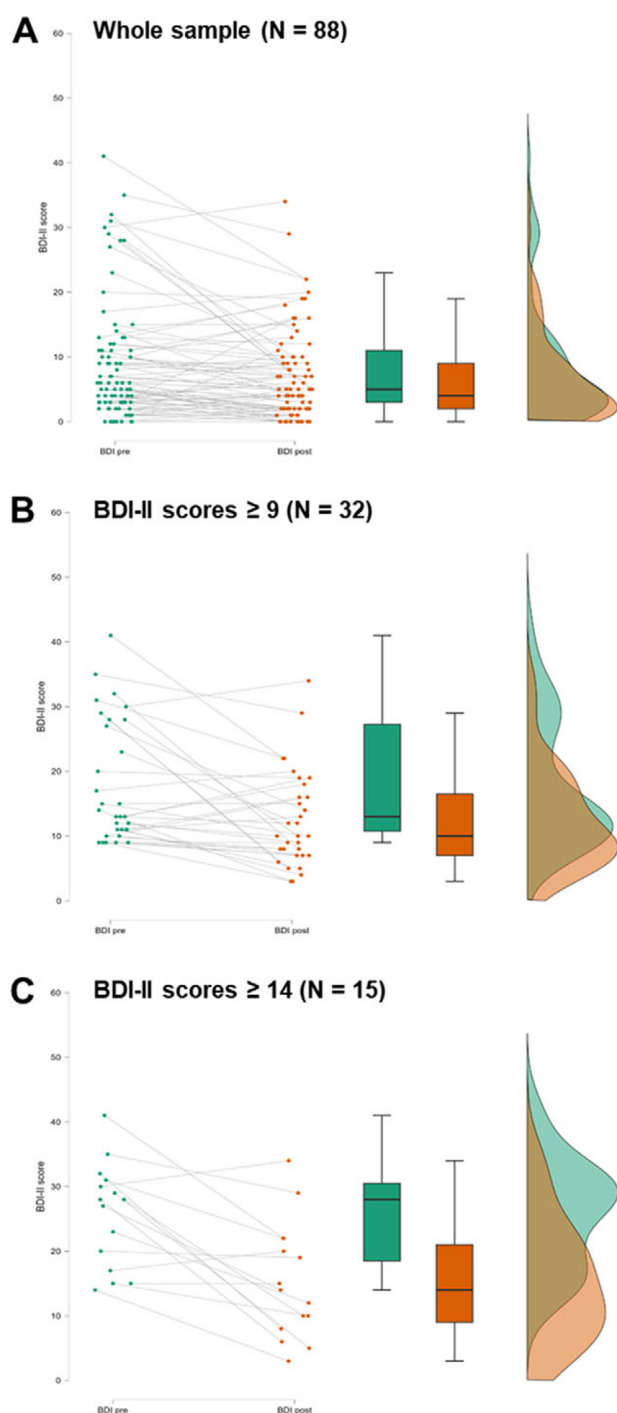 A Whole sample (N = 88)
60
50
40
30
20
10
0
BDI-II score
BDI pre BDI post
B BDI-II scores ≥ 9 (N = 32)
60
50
40
30
20
10
0
BDI-II score
BDI pre BDI post
C BDI-II scores ≥ 14 (N = 15)
60
50
40
30
20
10
0
BDI-II score
BDI pre BDI post